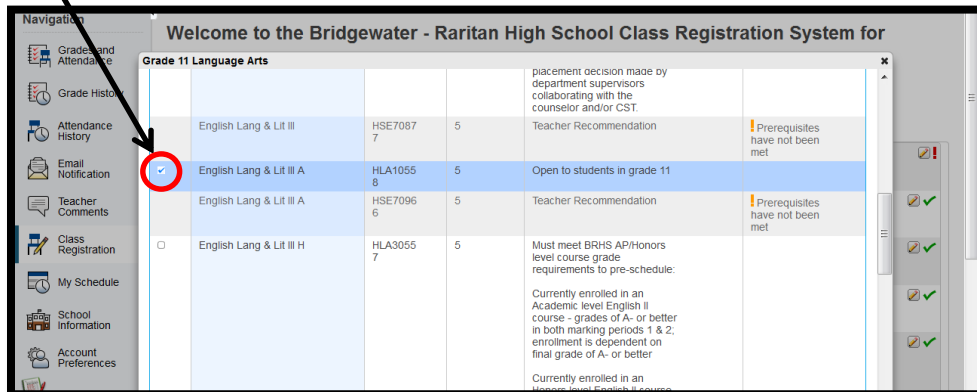 Navigation
Welcome to the Bridgewater - Raritan High School Class Registration System for
Grades and
Attendance
Grade History
Attendance
History
Email
Notification
Teacher
Comments
Class
Registration
My Schedule
School
Information
Account
Preferences
Grade 11 Language Arts
placement decision made by
department supervisors
collaborating with the
counselor and/or CST.
English Lang & Lit III
HSE7087
7
5
Teacher Recommendation
Prerequisites
have not been
met
English Lang & Lit III A
HLA1055
8
5
Open to students in grade 11
English Lang & Lit III A
HSE7096
6
5
Teacher Recommendation
Prerequisites
have not been
met
English Lang & Lit III H
HLA3055
7
5
Must meet BRHS AP/Honors
level course grade
requirements to pre-schedule:
Currently enrolled in an
Academic level English II
course - grades of A- or better
in both marking periods 1 & 2;
enrollment is dependent on
final grade of A- or better
Currently enrolled in an
Honors level English II course